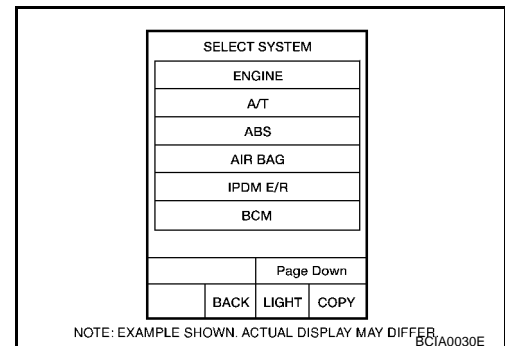 SELECT SYSTEM
ENGINE
A/T
ABS
AIR BAG
IPDM E/R
BCM
Page Down
BACK LIGHT COPY
NOTE: EXAMPLE SHOWN. ACTUAL DISPLAY MAY DIFFER.
BCIA0030E